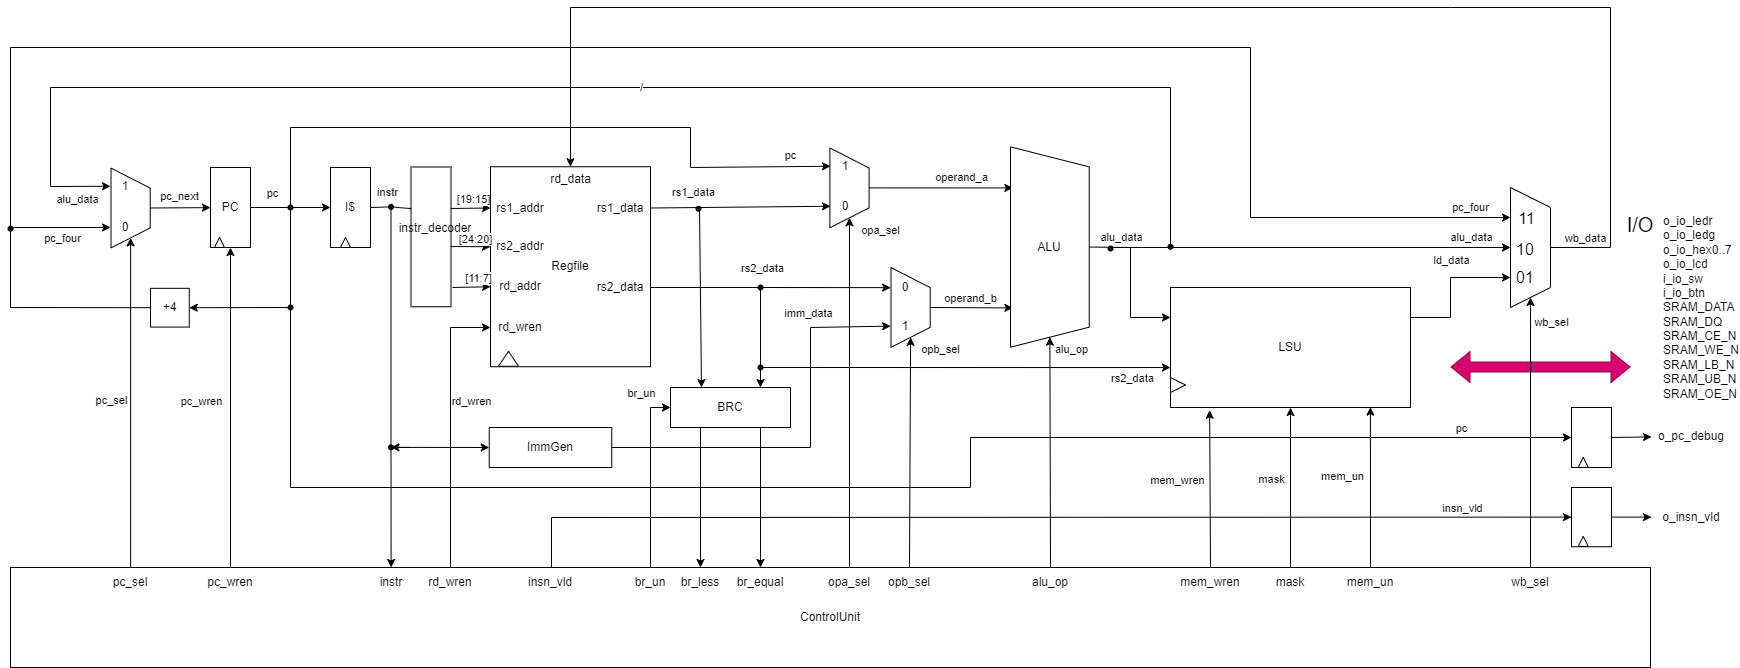 /
pc
1
0
alu_data
pc_four
1
0
pc_next
PC
pc
I$
instr
instr_decoder
[19:15]
[24:20]
[11:7]
rd_data
rs1_addr
rs2_addr
rd_addr
rd_wren
Regfile
rs1_data
rs2_data
rs1_data
rs2_data
opa_sel
0
1
imm_data
opb_sel
operand_a
operand_b
ALU
alu_op
alu_data
pc_four
alu_data
ld_data
11
10
01
wb_data
wb_sel
LSU
rs2_data
I/O
o_io_ledr
o_io_ledg
o_io_hex0..7
o_io_lcd
i_io_sw
i_io_btn
SRAM_DATA
SRAM_DQ
SRAM_CE_N
SRAM_WE_N
SRAM_LB_N
SRAM_UB_N
SRAM_OE_N
+4
pc_sel
pc_wren
rd_wren
br_un
BRC
ImmGen
mem_wren
mask
mem_un
pc
o_pc_debug
insn_vld
o_insn_vld
pc_sel
pc_wren
instr
rd_wren
insn_vld
br_un
br_less
br_equal
opa_sel
opb_sel
alu_op
mem_wren
mask
mem_un
wb_sel
ControlUnit